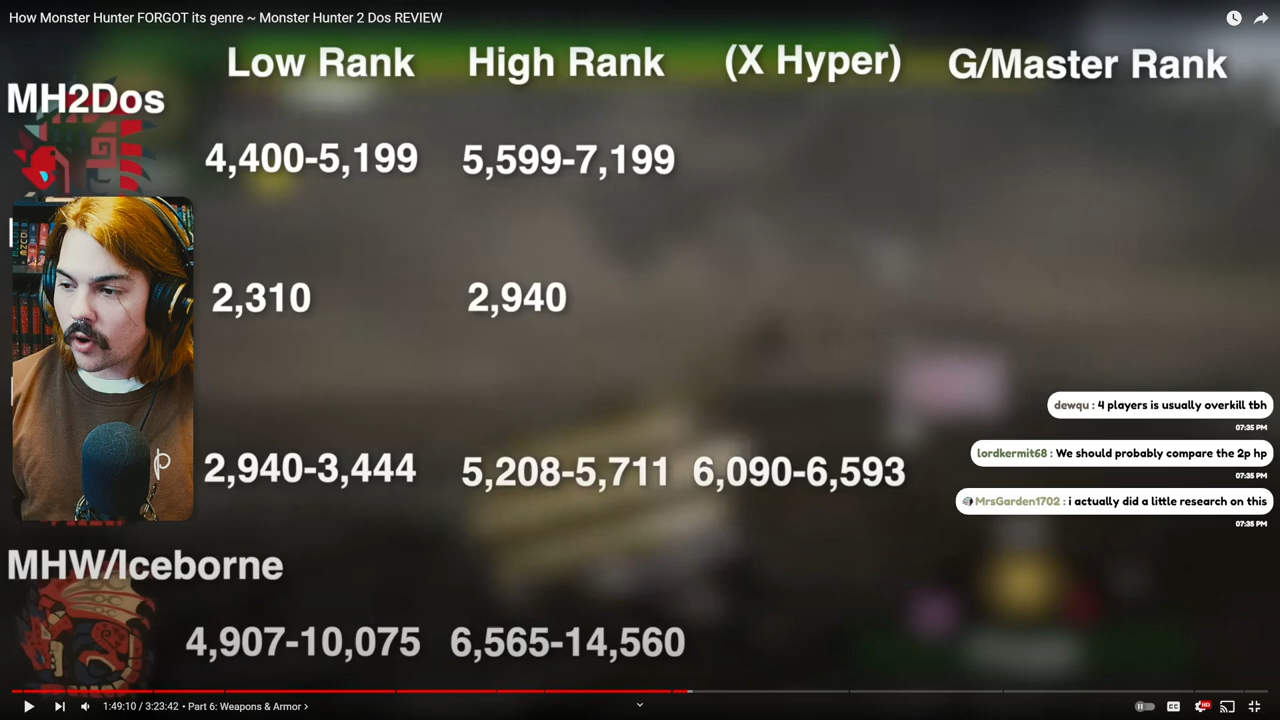 How Monster Hunter FORGOT its genre ~ Monster Hunter 2 Dos REVIEW
Low Rank High Rank (X Hyper) G/Master Rank
MH2Dos
4,400-5,199 5,599-7,199
2,310 2,940
dewqu : 4 players is usually overkill tbh
07:35 PM
lordkermit68 : We should probably compare the 2p hp
07:35 PM
2,940-3,444 5,208-5,711 6,090-6,593
MrsGarden1702 : i actually did a little research on this
07:35 PM
MHW/Iceborne
4,907-10,075 6,565-14,560
1:49:10 / 3:23:42 • Part 6: Weapons & Armor ›
CC
HD